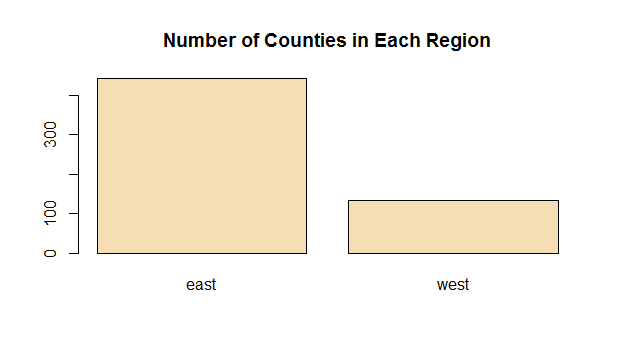 Number of Counties in Each Region
300
100
0
east
west